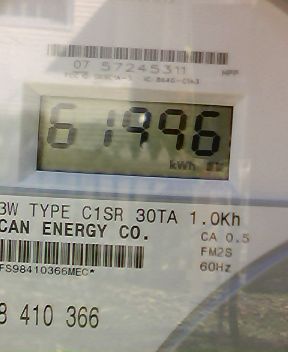 07 57245311
61996
kWh
3W TYPE C1SR 30TA 1.0Kh
CAN ENERGY CO.
CA 0.5
FM2S
60Hz
FS98410366MEC*
8 410 366